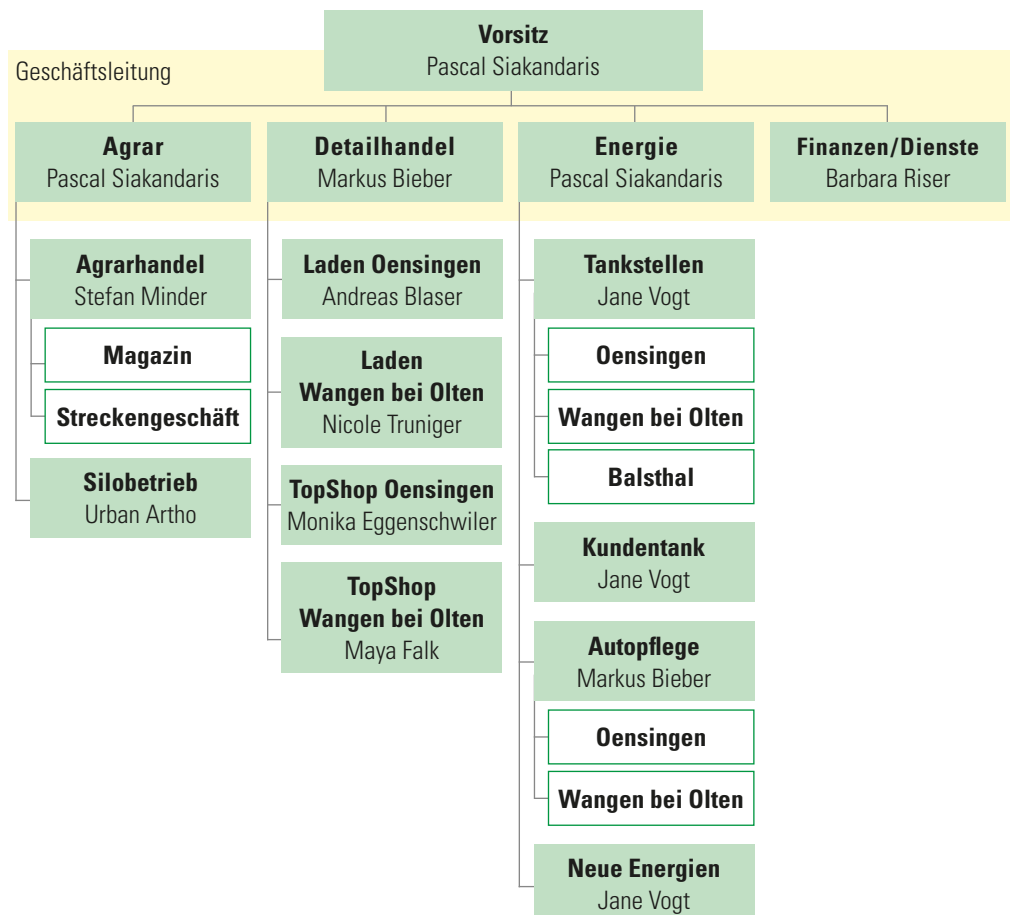 Vorsitz
Pascal Siakandaris
Geschäftsleitung
Agrar
Pascal Siakandaris
Detailhandel
Markus Bieber
Energie
Pascal Siakandaris
Finanzen/Dienste
Barbara Riser
Agrarhandel
Stefan Minder
Magazin
Streckengeschäft
Silobetrieb
Urban Artho
Laden Oensingen
Andreas Blaser
Laden
Wangen bei Olten
Nicole Truniger
TopShop Oensingen
Monika Eggenschwiler
TopShop
Wangen bei Olten
Maya Falk
Tankstellen
Jane Vogt
Oensingen
Wangen bei Olten
Balsthal
Kundentank
Jane Vogt
Autopflege
Markus Bieber
Oensingen
Wangen bei Olten
Neue Energien
Jane Vogt